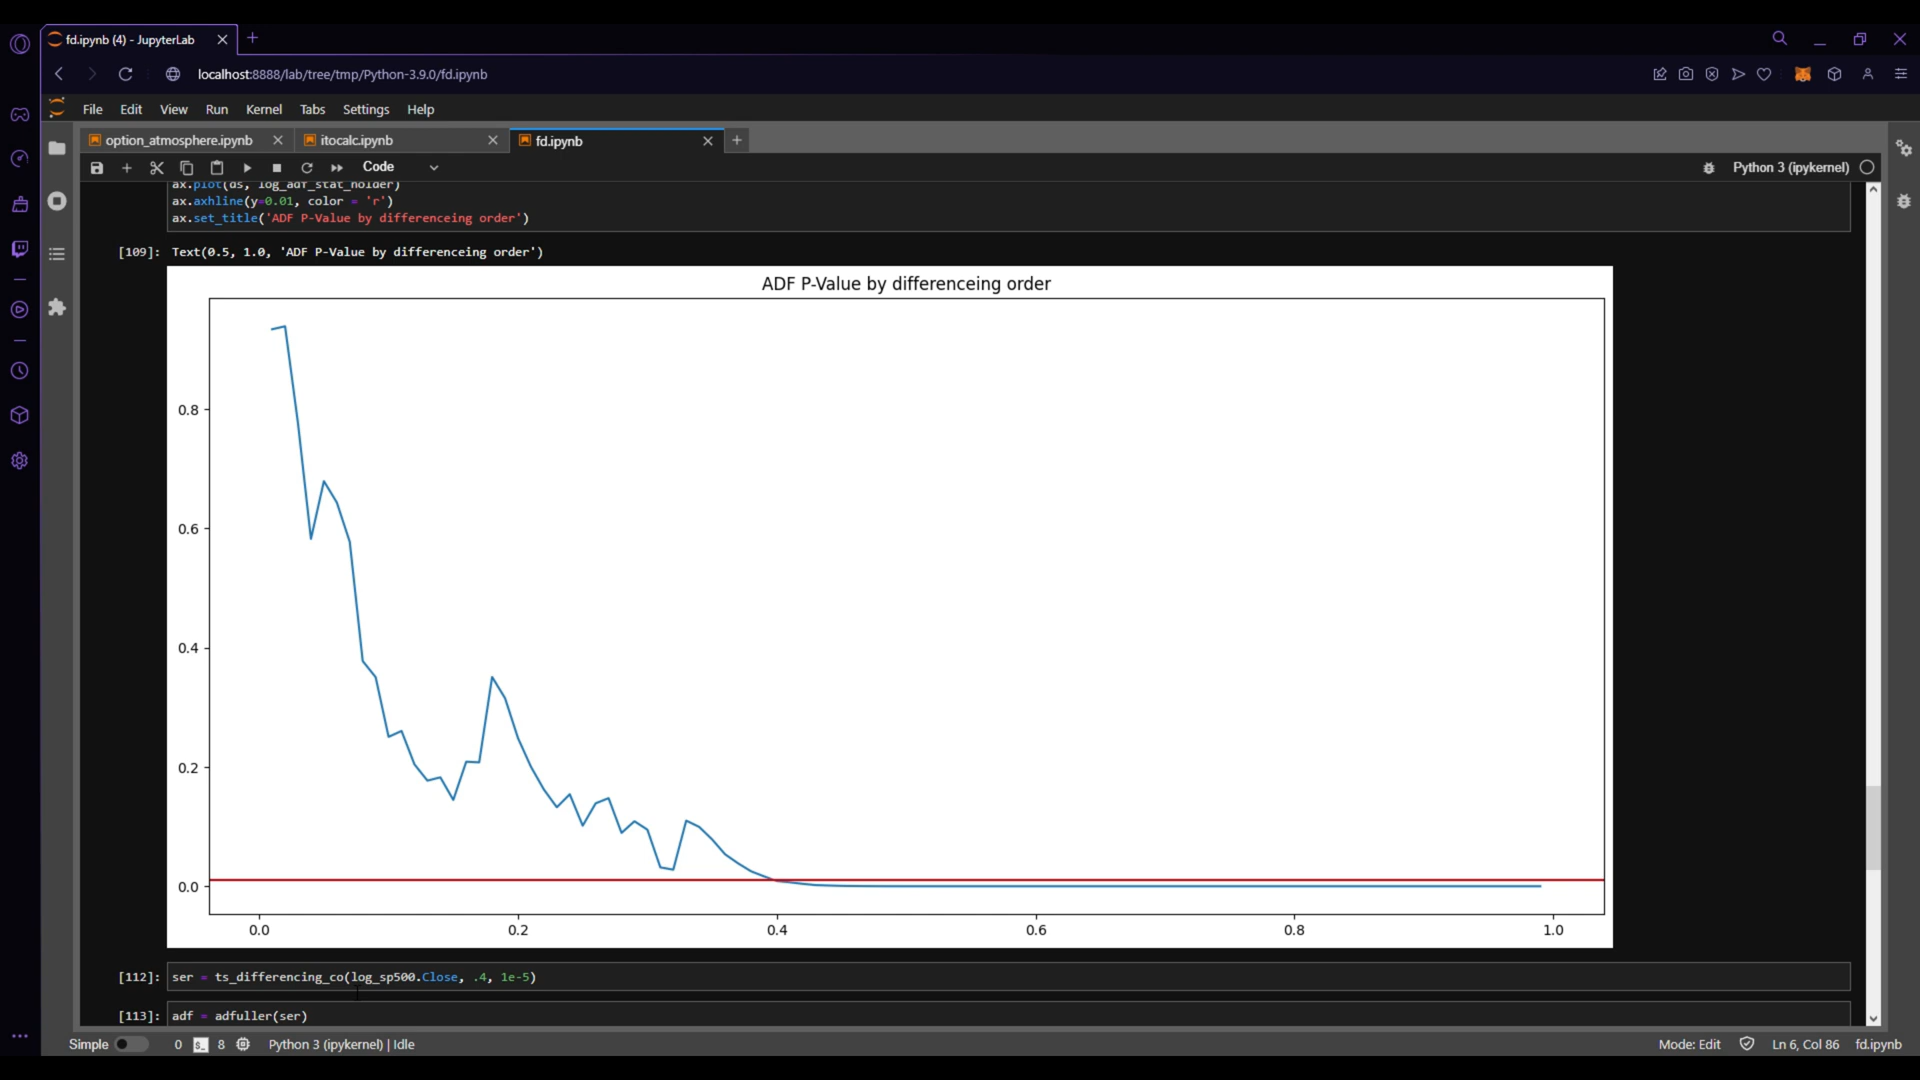 fd.ipynb (4) - JupyterLab
localhost:8888/lab/tree/tmp/Python-3.9.0/fd.ipynb
File Edit View Run Kernel Tabs Settings Help
option_atmosphere.ipynb itocalc.ipynb fd.ipynb
Code Python 3 (ipykernel)
ax.plot(ds, log_adf_stat_holder)
ax.axhline(y=0.01, color = 'r')
ax.set_title('ADF P-Value by differenceing order')
[109]: Text(0.5, 1.0, 'ADF P-Value by differenceing order')
ADF P-Value by differenceing order
0.8
0.6
0.4
0.2
0.0
0.0 0.2 0.4 0.6 0.8 1.0
[112]: ser = ts_differencing_co(log_sp500.Close, .4, 1e-5)
[113]: adf = adfuller(ser)
Simple 0 $_ 8 Python 3 (ipykernel) | Idle Mode: Edit Ln 6, Col 86 fd.ipynb